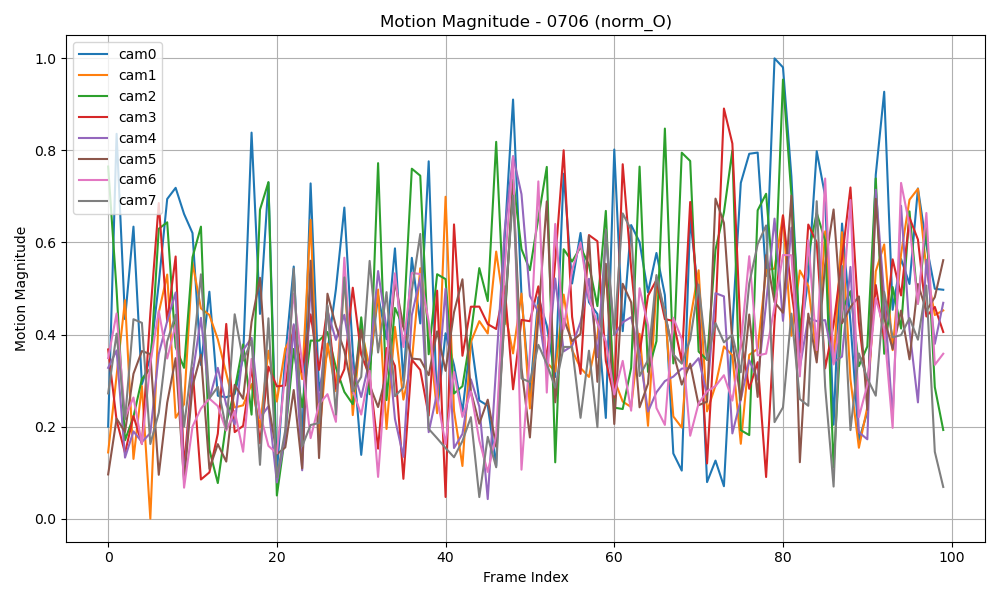 Motion Magnitude - 0706 (norm_O)
cam0
cam1
cam2
cam3
cam4
cam5
cam6
cam7
Motion Magnitude
1.0
0.8
0.6
0.4
0.2
0.0
0
20
40
60
80
100
Frame Index